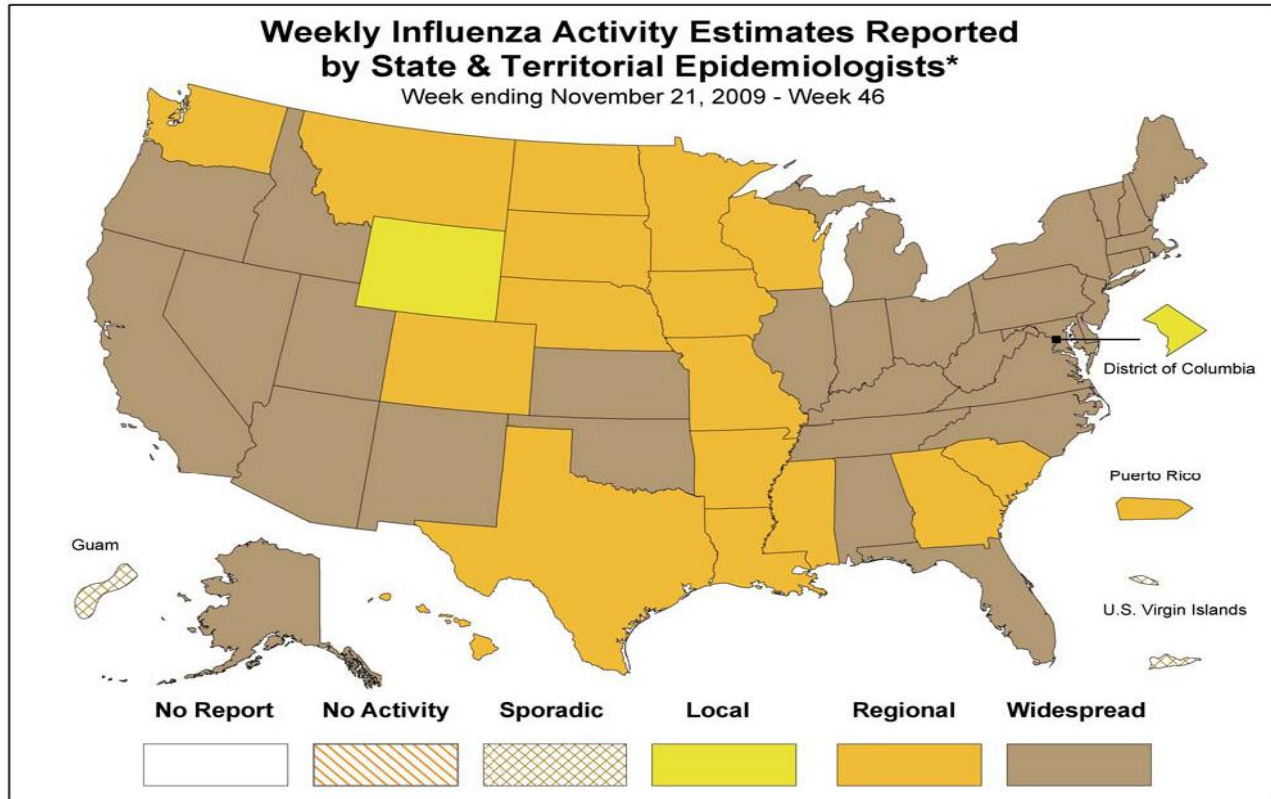 Weekly Influenza Activity Estimates Reported
by State & Territorial Epidemiologists*
Week ending November 21, 2009 - Week 46
District of Columbia
Puerto Rico
Guam
U.S. Virgin Islands
No Report No Activity Sporadic Local Regional Widespread